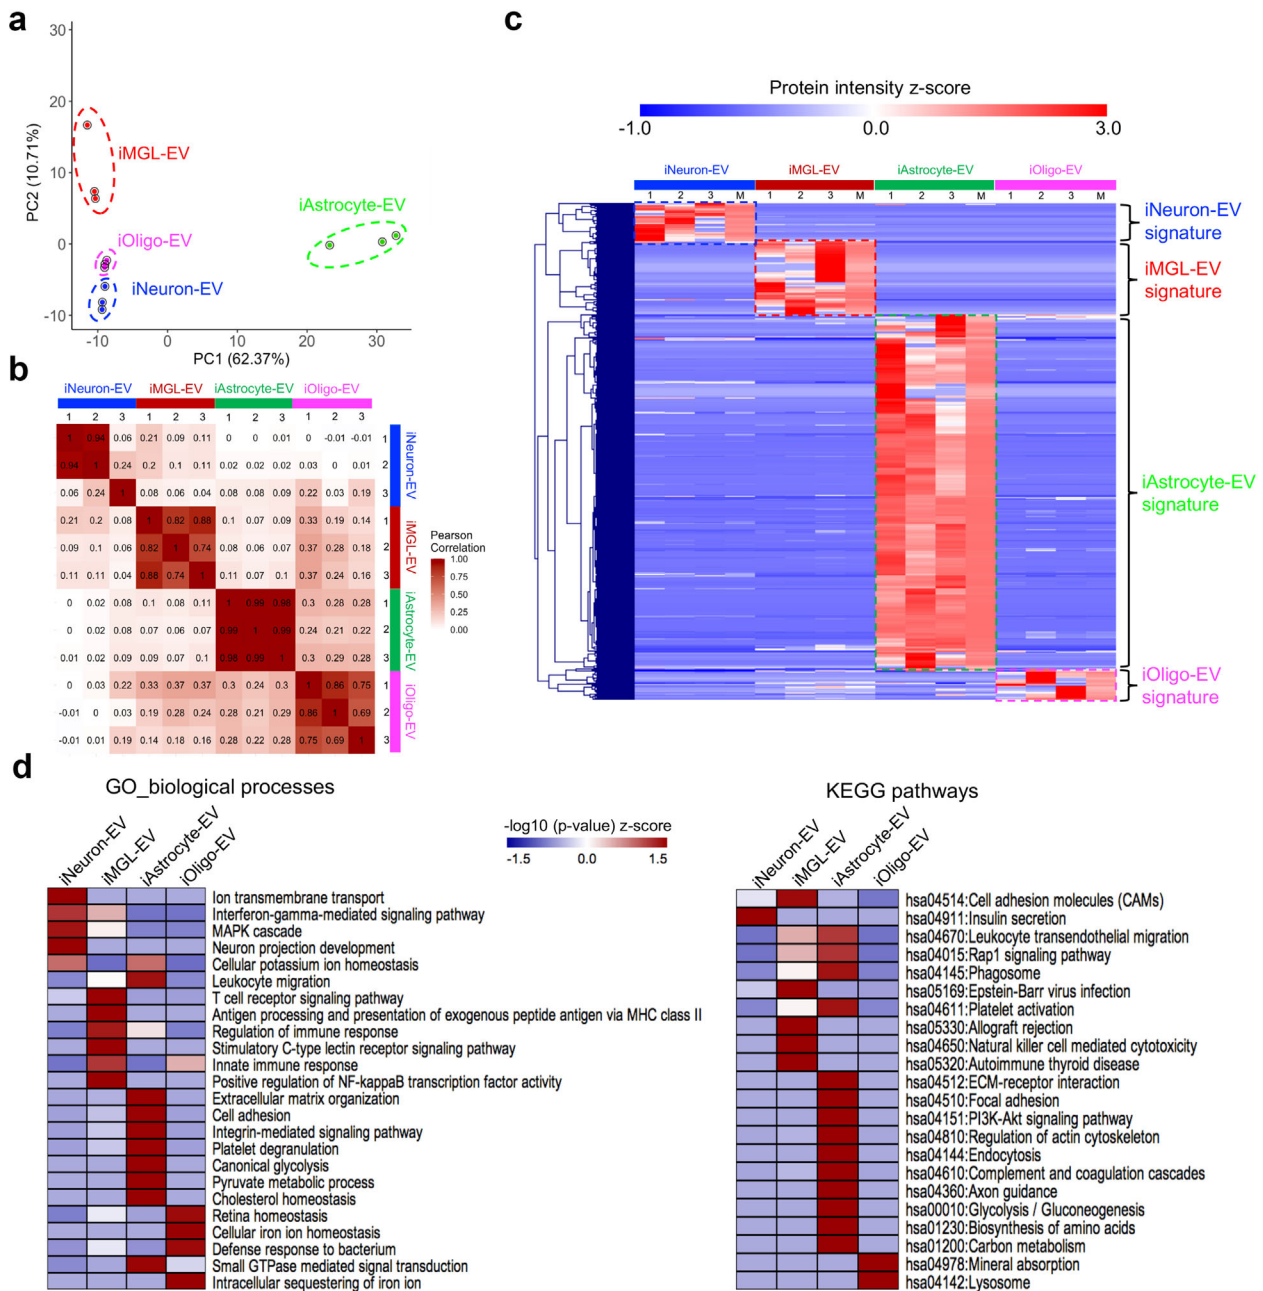 a
30
20
10
0
-10
PC2 (10.71%)
-10 0 10 20 30
PC1 (62.37%)
iMGL-EV
iAstrocyte-EV
iOligo-EV
iNeuron-EV
b
iNeuron-EV iMGL-EV iAstrocyte-EV iOligo-EV
1 2 3 1 2 3 1 2 3 1 2 3
1 0.94 0.06 0.21 0.09 0.11 0 0 0.01 0 -0.01 -0.01 1
0.94 1 0.24 0.2 0.1 0.11 0.02 0.02 0.02 0.03 0 0.01 2
0.06 0.24 1 0.08 0.06 0.04 0.08 0.08 0.09 0.22 0.03 0.19 3
0.21 0.2 0.08 1 0.82 0.88 0.1 0.07 0.09 0.33 0.19 0.14 1
0.09 0.1 0.06 0.82 1 0.74 0.08 0.06 0.07 0.37 0.28 0.18 2
0.11 0.11 0.04 0.88 0.74 1 0.11 0.07 0.1 0.37 0.24 0.16 3
0 0.02 0.08 0.1 0.08 0.11 1 0.99 0.98 0.3 0.28 0.28 1
0 0.02 0.08 0.07 0.06 0.07 0.99 1 0.99 0.24 0.21 0.22 2
0.01 0.02 0.09 0.09 0.07 0.1 0.98 0.99 1 0.3 0.29 0.28 3
0 0.03 0.22 0.33 0.37 0.37 0.3 0.24 0.3 1 0.86 0.75 1
-0.01 0 0.03 0.19 0.28 0.24 0.28 0.21 0.29 0.86 1 0.69 2
-0.01 0.01 0.19 0.14 0.18 0.16 0.28 0.22 0.28 0.75 0.69 1 3
iNeuron-EV
iMGL-EV
iAstrocyte-EV
iOligo-EV
Pearson
Correlation
1.00
0.75
0.50
0.25
0.00
c
Protein intensity z-score
-1.0 0.0 3.0
iNeuron-EV iMGL-EV iAstrocyte-EV iOligo-EV
1 2 3 M 1 2 3 M 1 2 3 M 1 2 3 M
iNeuron-EV
signature
iMGL-EV
signature
iAstrocyte-EV
signature
iOligo-EV
signature
d
GO_biological processes
iNeuron-EV
iMGL-EV
iAstrocyte-EV
iOligo-EV
Ion transmembrane transport
Interferon-gamma-mediated signaling pathway
MAPK cascade
Neuron projection development
Cellular potassium ion homeostasis
Leukocyte migration
T cell receptor signaling pathway
Antigen processing and presentation of exogenous peptide antigen via MHC class II
Regulation of immune response
Stimulatory C-type lectin receptor signaling pathway
Innate immune response
Positive regulation of NF-kappaB transcription factor activity
Extracellular matrix organization
Cell adhesion
Integrin-mediated signaling pathway
Platelet degranulation
Canonical glycolysis
Pyruvate metabolic process
Cholesterol homeostasis
Retina homeostasis
Cellular iron ion homeostasis
Defense response to bacterium
Small GTPase mediated signal transduction
Intracellular sequestering of iron ion
-log10 (p-value) z-score
-1.5 0.0 1.5
KEGG pathways
iNeuron-EV
iMGL-EV
iAstrocyte-EV
iOligo-EV
hsa04514:Cell adhesion molecules (CAMs)
hsa04911:Insulin secretion
hsa04670:Leukocyte transendothelial migration
hsa04015:Rap1 signaling pathway
hsa04145:Phagosome
hsa05169:Epstein-Barr virus infection
hsa04611:Platelet activation
hsa05330:Allograft rejection
hsa04650:Natural killer cell mediated cytotoxicity
hsa05320:Autoimmune thyroid disease
hsa04512:ECM-receptor interaction
hsa04510:Focal adhesion
hsa04151:PI3K-Akt signaling pathway
hsa04810:Regulation of actin cytoskeleton
hsa04144:Endocytosis
hsa04610:Complement and coagulation cascades
hsa04360:Axon guidance
hsa00010:Glycolysis / Gluconeogenesis
hsa01230:Biosynthesis of amino acids
hsa01200:Carbon metabolism
hsa04978:Mineral absorption
hsa04142:Lysosome